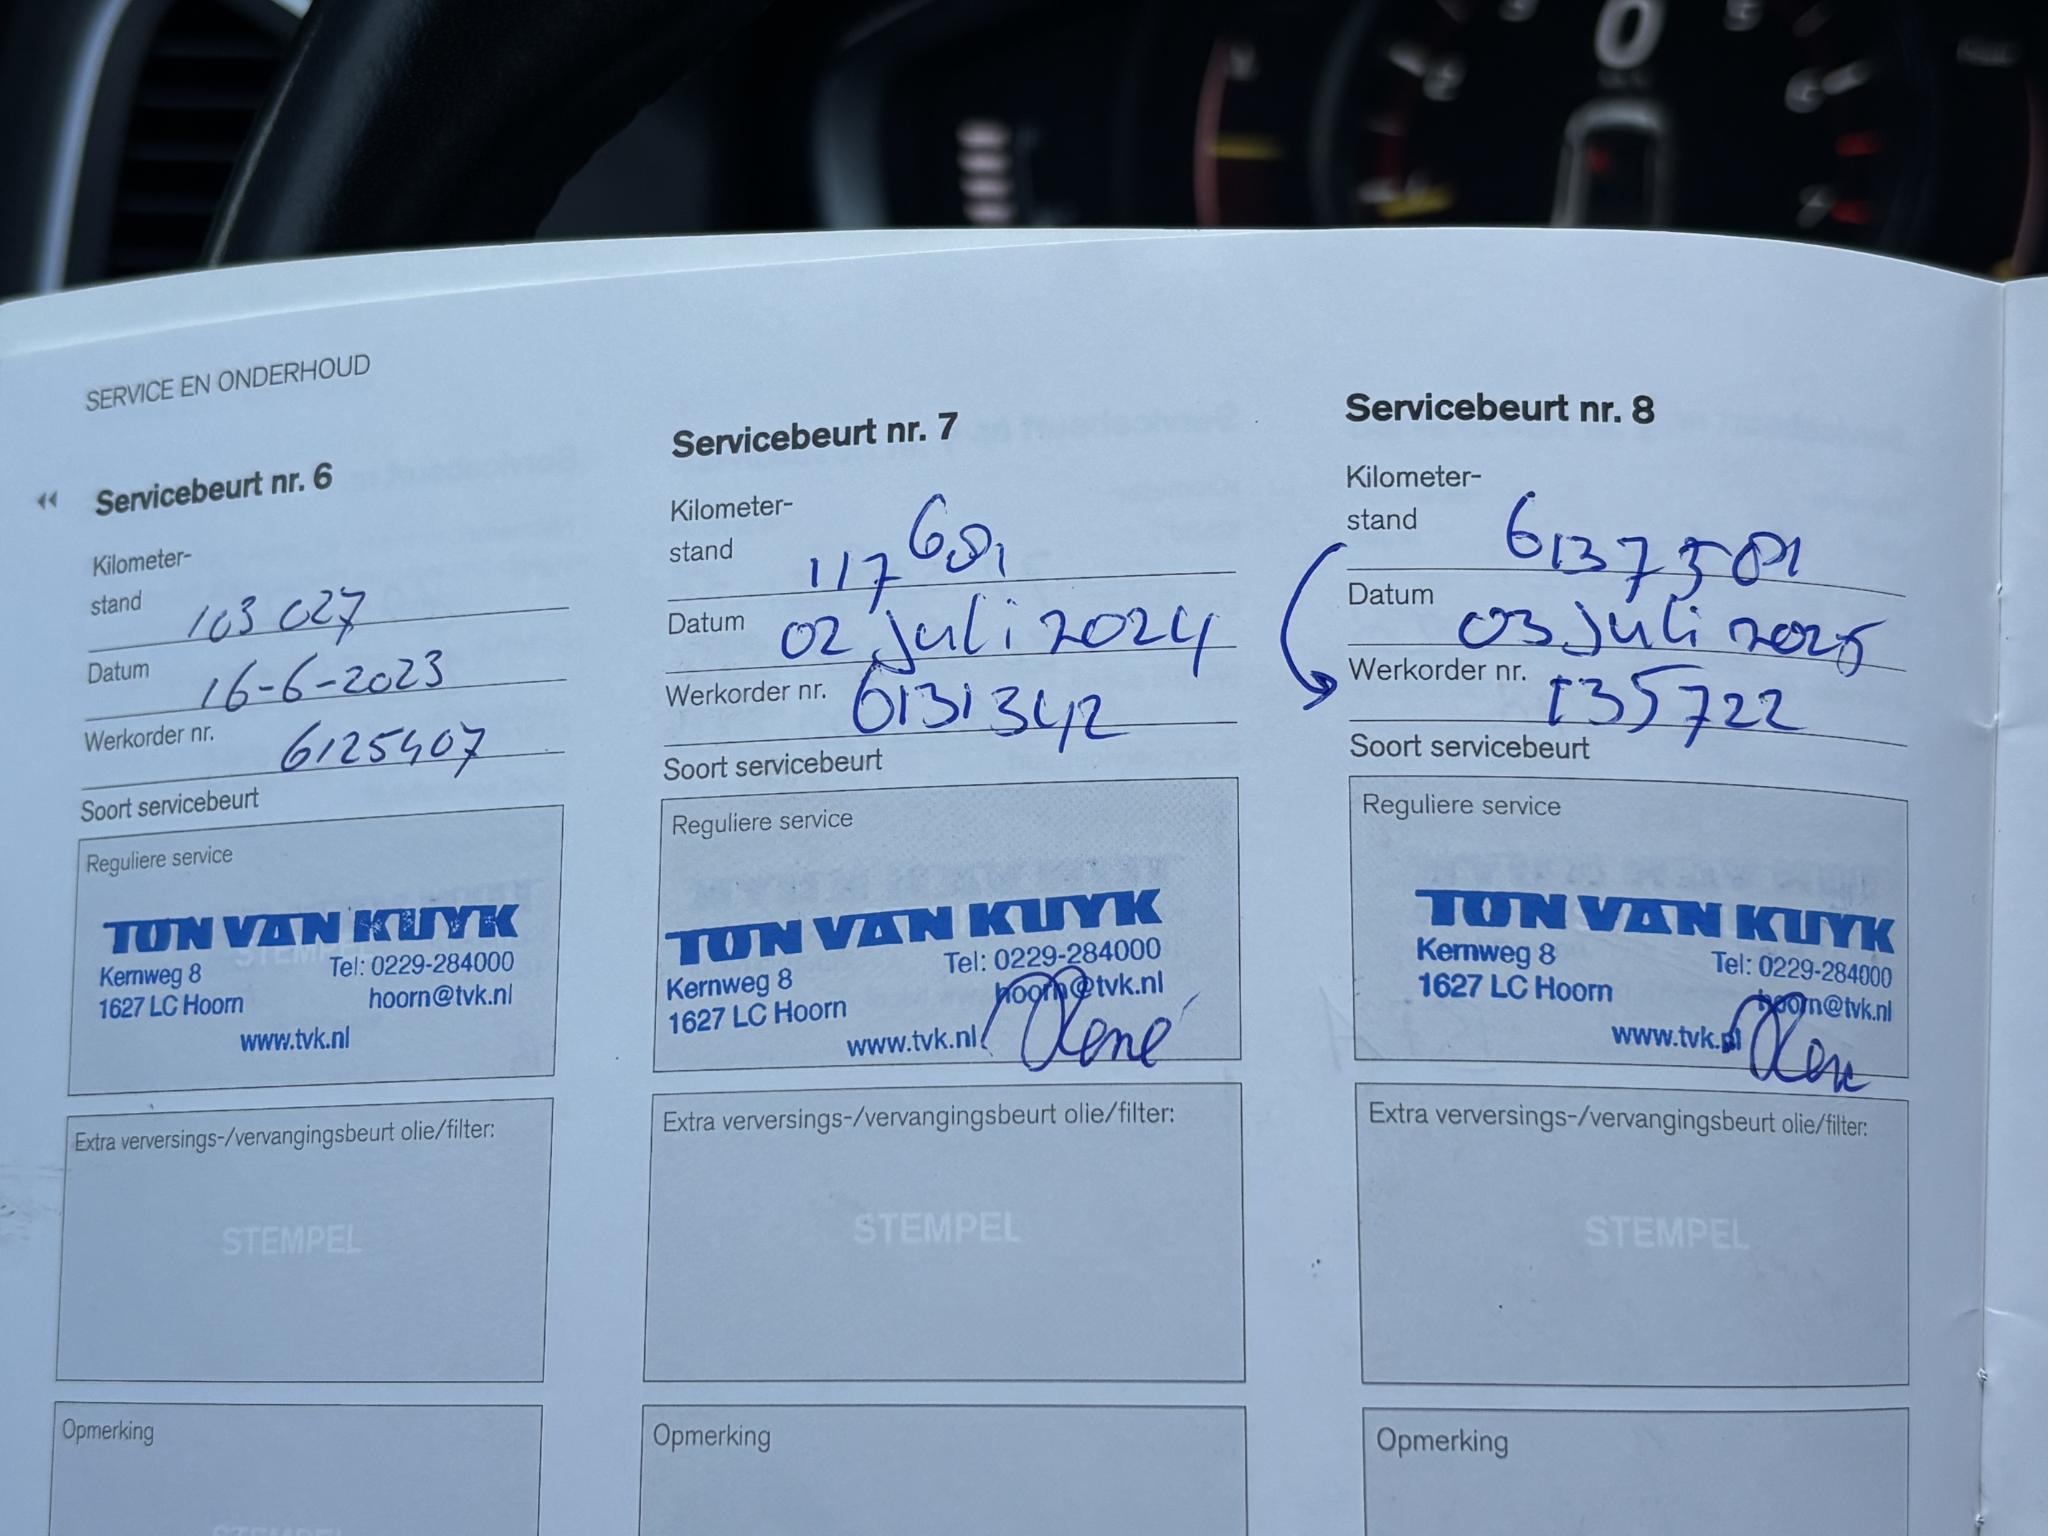 SERVICE EN ONDERHOUD
Servicebeurt nr. 6
Kilometer-
stand 103 027
Datum 16-6-2023
Werkorder nr. 6125407
Soort servicebeurt
Reguliere service
TON VAN KUYK
Kernweg 8 Tel: 0229-284000
1627 LC Hoorn hoorn@tvk.nl
www.tvk.nl
Extra verversings-/vervangingsbeurt olie/filter:
STEMPEL
Opmerking
STEMPEL
Servicebeurt nr. 7
Kilometer-
stand 117681
Datum 02 juli 2024
Werkorder nr. 6131342
Soort servicebeurt
Reguliere service
TON VAN KUYK
Kernweg 8 Tel: 0229-284000
1627 LC Hoorn hoorn@tvk.nl
www.tvk.nl
René
Extra verversings-/vervangingsbeurt olie/filter:
STEMPEL
Opmerking
Servicebeurt nr. 8
Kilometer-
stand 6137581
Datum 03 juli 2025
Werkorder nr. 135722
Soort servicebeurt
Reguliere service
TON VAN KUYK
Kernweg 8 Tel: 0229-284000
1627 LC Hoorn hoorn@tvk.nl
www.tvk.nl
Extra verversings-/vervangingsbeurt olie/filter:
STEMPEL
Opmerking